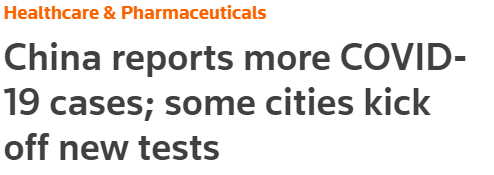 Healthcare & Pharmaceuticals
China reports more COVID-
19 cases; some cities kick
off new tests